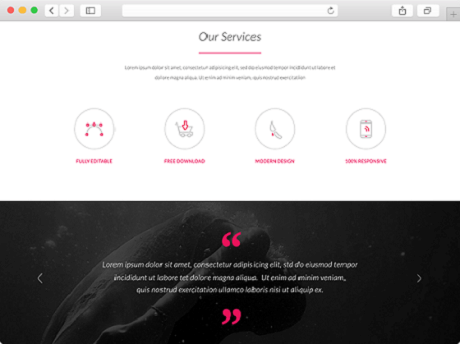 Our Services
Lorem ipsum dolor sit amet, consectetun adipisicing elit, sed do eiusmod tempor incididunt ut labore et
dolore magna aliqua. Ut enim ad minim veniam, quis nostrud exercitation
FULLY EDITABLE
FREE DOWNLOAD
MODERN DESIGN
100% RESPONSIVE
“
Lorem ipsum dolor sit amet, consectetur adipisicing elit, std do eiusmod tempor
incididunt ut labore tet dolore magna aliqua. Ut enim ad minim veniam,,
quis nostrud exercitation ullamco laboris nisi ut aliquip ex.
”